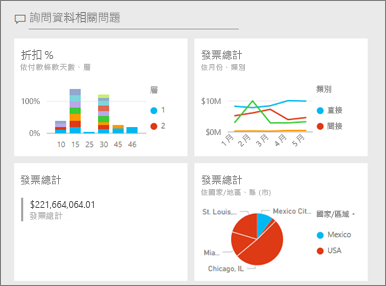 詢問資料相關問題
折扣 %
依付款條款天數、層
層
100%
0%
10 15 25 30 45 46
1
2
發票總計
依月份、類別
類別
$10M
$0M
1 月 2 月 3 月 4 月 5 月
直接
間接
發票總計
$221,664,064.01
發票總計
發票總計
依國家/地區、縣 (市)
國家/區域
St. Louis...
Mexico Cit...
Mia...
Chicago, IL
Mexico
USA